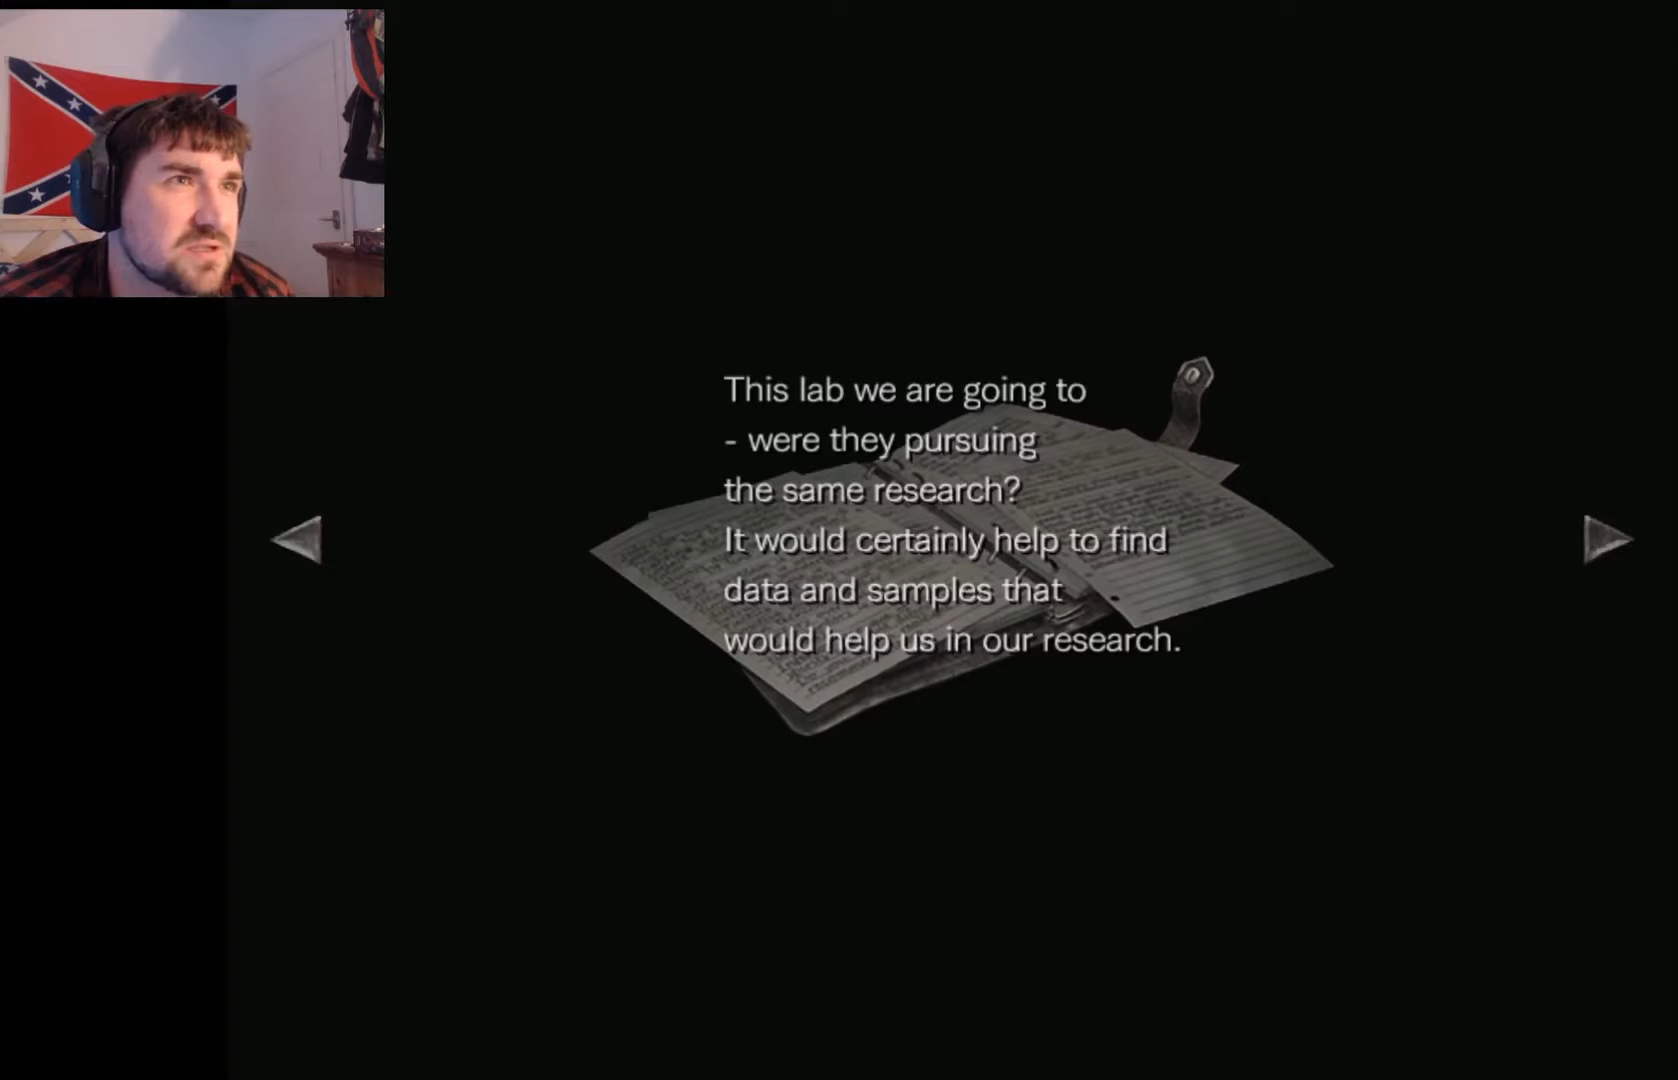 This lab we are going to
- were they pursuing
the same research?
It would certainly help to find
data and samples that
would help us in our research.